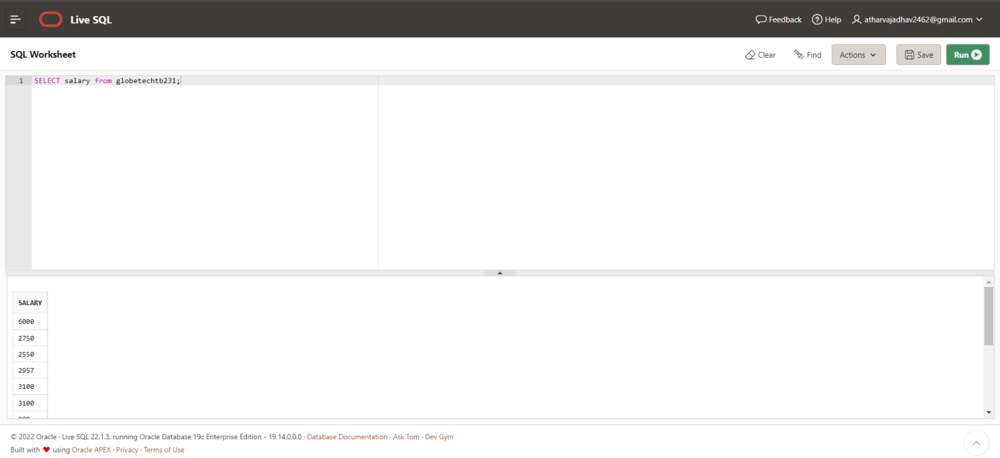 Live SQL Feedback Help atharvajadhav2462@gmail.com
SQL Worksheet Clear Find Actions Save Run
1 SELECT salary from globetechtb231;
SALARY
6000
2750
2550
2957
3100
3100
© 2022 Oracle · Live SQL 22.1.3, running Oracle Database 19c Enterprise Edition - 19.14.0.0.0 · Database Documentation · Ask Tom · Dev Gym
Built with ❤ using Oracle APEX · Privacy · Terms of Use